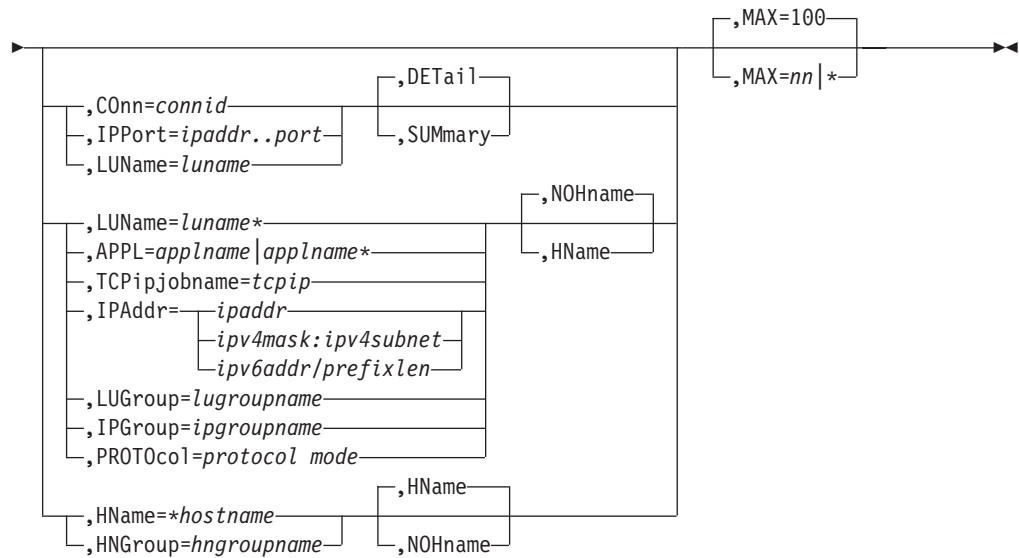 ,MAX=100
,MAX=nn|*
,DETail
,COnn=connid
,IPPort=ipaddr..port
,SUMmary
,LUName=luname
,NOHname
,LUName=luname*
,APPL=applname|applname*
,HName
,TCPipjobname=tcpip
,IPAddr=
ipaddr
ipv4mask:ipv4subnet
ipv6addr/prefixlen
,LUGroup=lugroupname
,IPGroup=ipgroupname
,PROTOcol=protocol mode
,HName
,HName=*hostname
,HNGroup=hngroupname
,NOHname